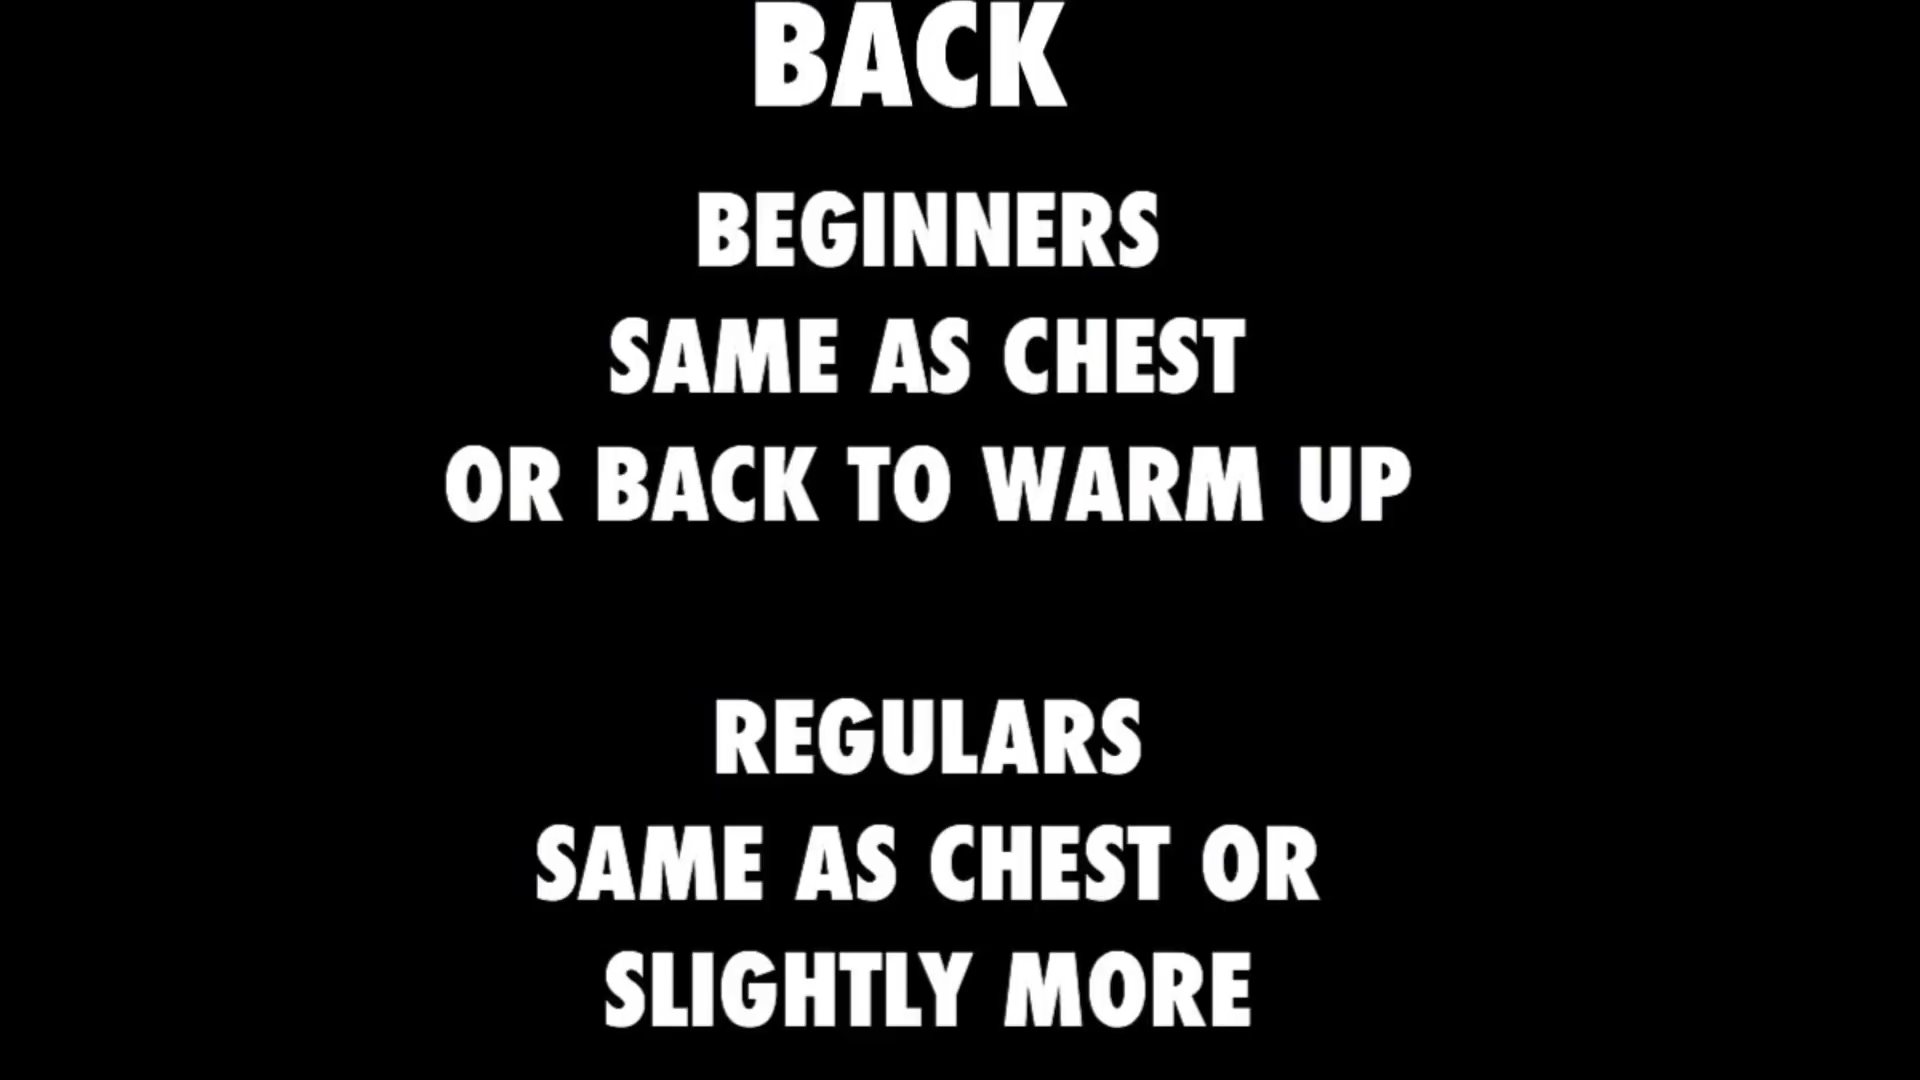 BACK
BEGINNERS
SAME AS CHEST
OR BACK TO WARM UP
REGULARS
SAME AS CHEST OR
SLIGHTLY MORE